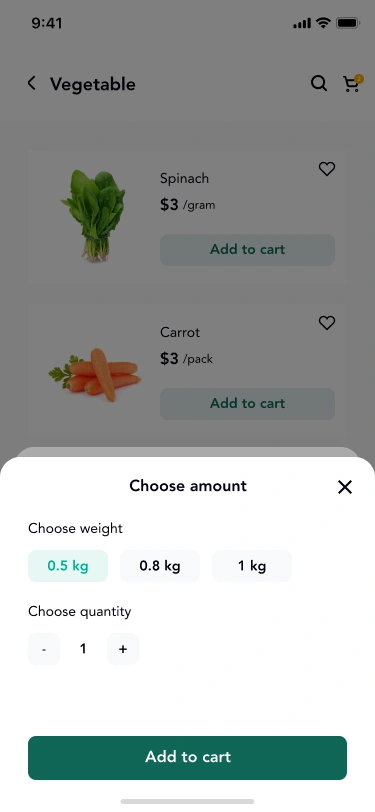 9:41
Vegetable
Spinach
$3 /gram
Add to cart
Carrot
$3 /pack
Add to cart
Choose amount
Choose weight
0.5 kg 0.8 kg 1 kg
Choose quantity
- 1 +
Add to cart